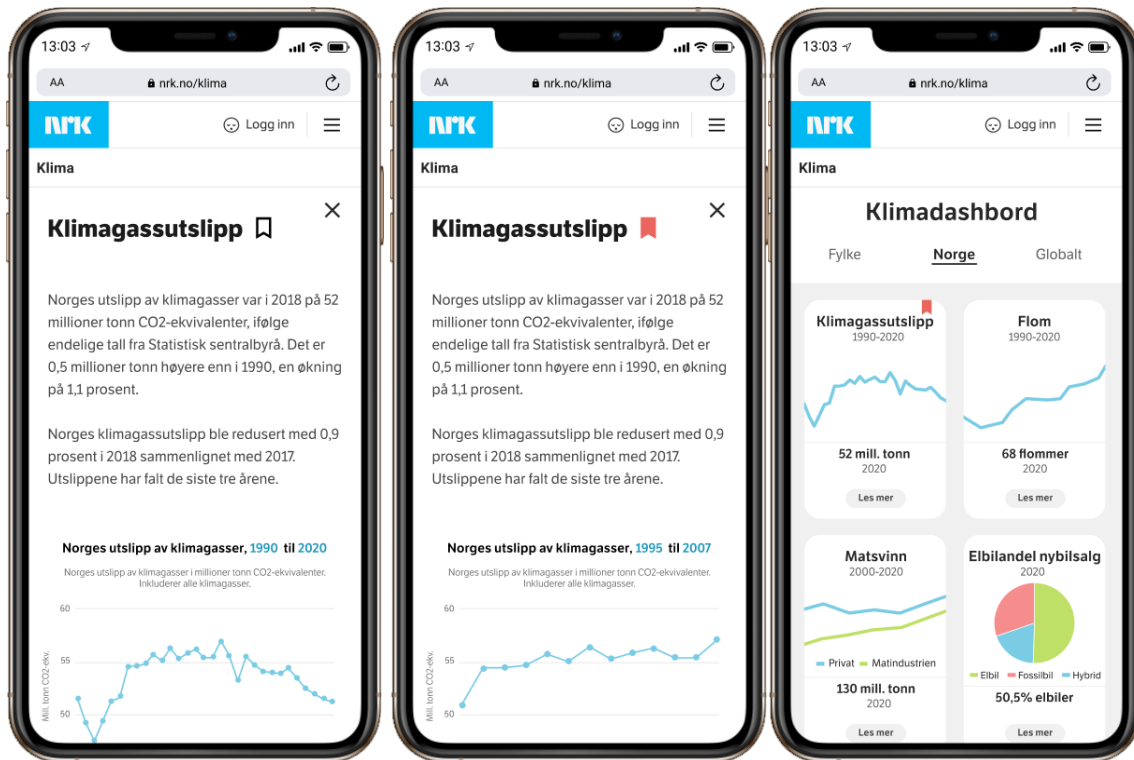 13:03
AA nrk.no/klima
NRK Logg inn
Klima
Klimagassutslipp
Norges utslipp av klimagasser var i 2018 på 52
millioner tonn CO2-ekvivalenter, ifølge
endelige tall fra Statistisk sentralbyrå. Det er
0,5 millioner tonn høyere enn i 1990, en økning
på 1,1 prosent.
Norges klimagassutslipp ble redusert med 0,9
prosent i 2018 sammenlignet med 2017.
Utslippene har falt de siste tre årene.
Norges utslipp av klimagasser, 1990 til 2020
Norges utslipp av klimagasser i millioner tonn CO2-ekvivalenter.
Inkluderer alle klimagasser.
60
55
50
Mill. tonn CO2-ekv.
13:03
AA nrk.no/klima
NRK Logg inn
Klima
Klimagassutslipp
Norges utslipp av klimagasser var i 2018 på 52
millioner tonn CO2-ekvivalenter, ifølge
endelige tall fra Statistisk sentralbyrå. Det er
0,5 millioner tonn høyere enn i 1990, en økning
på 1,1 prosent.
Norges klimagassutslipp ble redusert med 0,9
prosent i 2018 sammenlignet med 2017.
Utslippene har falt de siste tre årene.
Norges utslipp av klimagasser, 1995 til 2007
Norges utslipp av klimagasser i millioner tonn CO2-ekvivalenter.
Inkluderer alle klimagasser.
60
55
50
Mill. tonn CO2-ekv.
13:03
AA nrk.no/klima
NRK Logg inn
Klima
Klimadashbord
Fylke Norge Globalt
Klimagassutslipp
1990-2020
52 mill. tonn
2020
Les mer
Flom
1990-2020
68 flommer
2020
Les mer
Matsvinn
2000-2020
Privat Matindustrien
130 mill. tonn
2020
Les mer
Elbilandel nybilsalg
2020
Elbil Fossilbil Hybrid
50,5% elbiler
Les mer